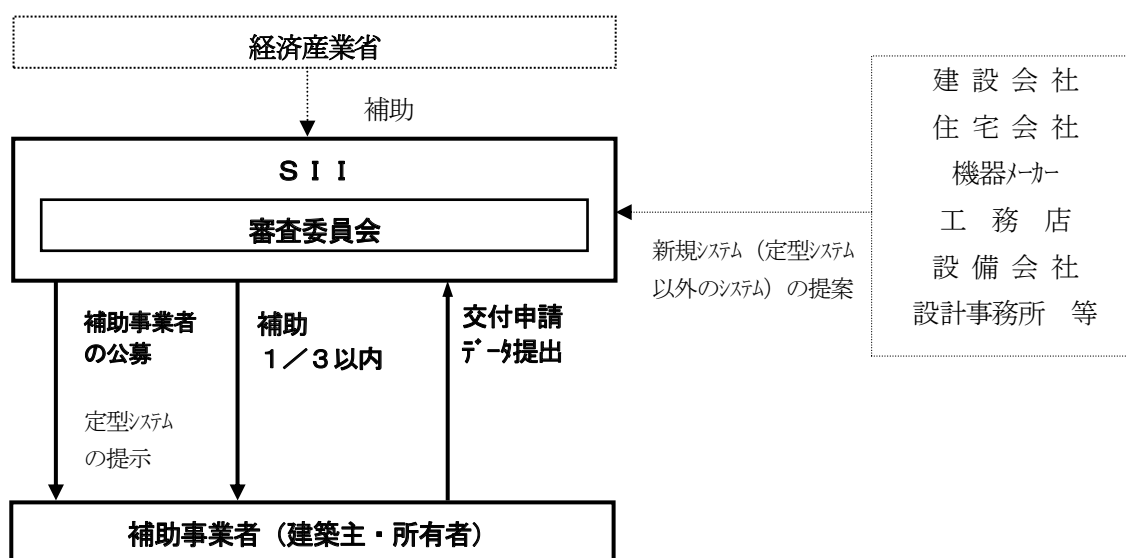 経済産業省
補助
ＳＩＩ
審査委員会
補助事業者
の公募
定型ｼｽﾃﾑ
の提示
補助
１／３以内
交付申請
ﾃﾞｰﾀ提出
補助事業者（建築主・所有者）
新規ｼｽﾃﾑ（定型ｼｽﾃﾑ
以外のｼｽﾃﾑ）の提案
建 設 会 社
住 宅 会 社
機器ﾒｰｶｰ
工　務　店
設 備 会 社
設計事務所　等